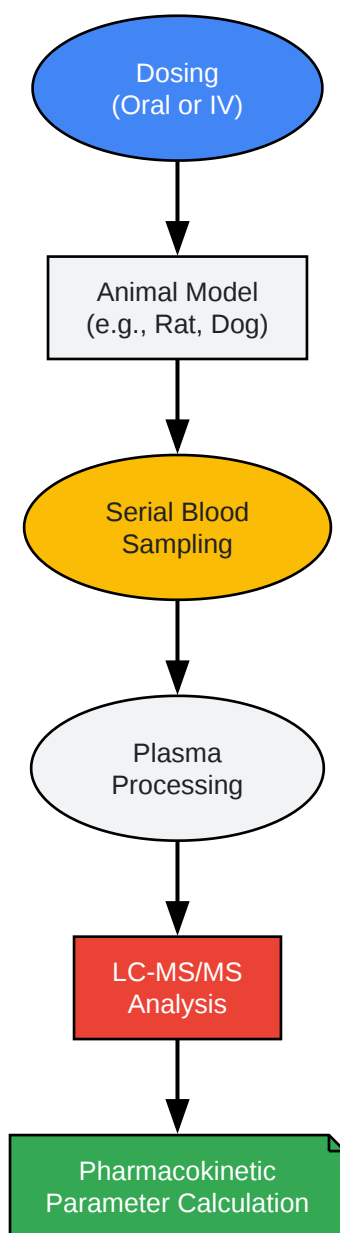 Dosing
(Oral or IV)
Animal Model
(e.g., Rat, Dog)
Serial Blood
Sampling
Plasma
Processing
LC-MS/MS
Analysis
Pharmacokinetic
Parameter Calculation